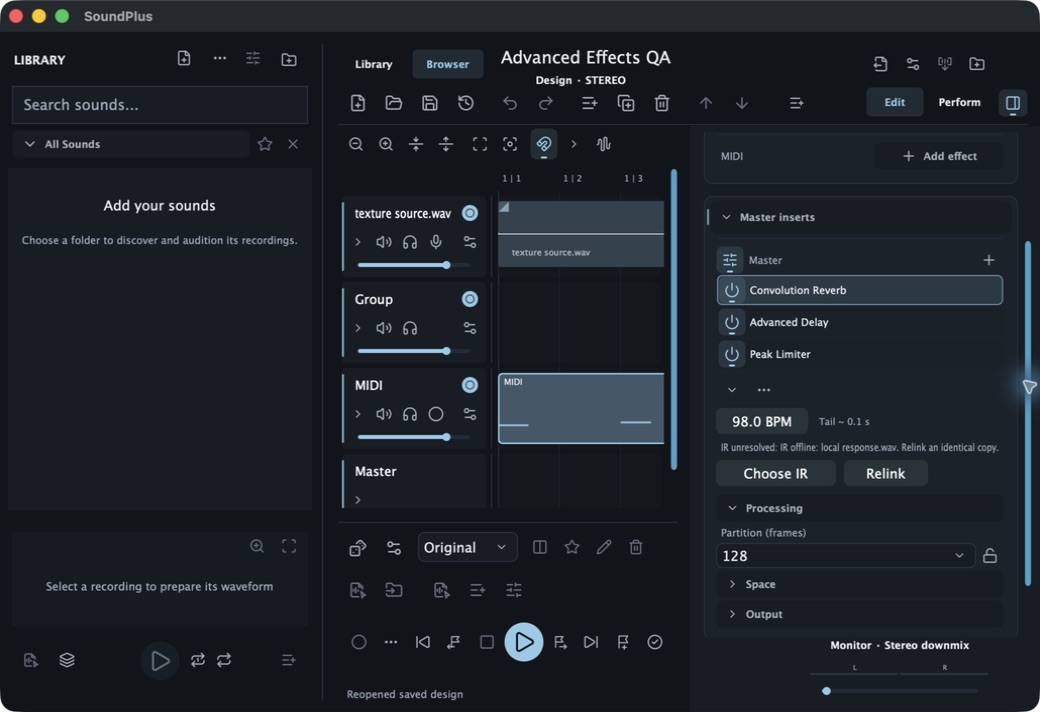 SoundPlus
LIBRARY
Search sounds...
All Sounds
Add your sounds
Choose a folder to discover and audition its recordings.
Select a recording to prepare its waveform
Library
Browser
Advanced Effects QA
Design · STEREO
Edit
Perform
1 | 1
1 | 2
1 | 3
texture source.wav
texture source.wav
Group
MIDI
MIDI
Master
Original
Reopened saved design
MIDI
Add effect
Master inserts
Master
Convolution Reverb
Advanced Delay
Peak Limiter
98.0 BPM
Tail ~ 0.1 s
IR unresolved: IR offline: local response.wav. Relink an identical copy.
Choose IR
Relink
Processing
Partition (frames)
128
Space
Output
Monitor · Stereo downmix
L
R